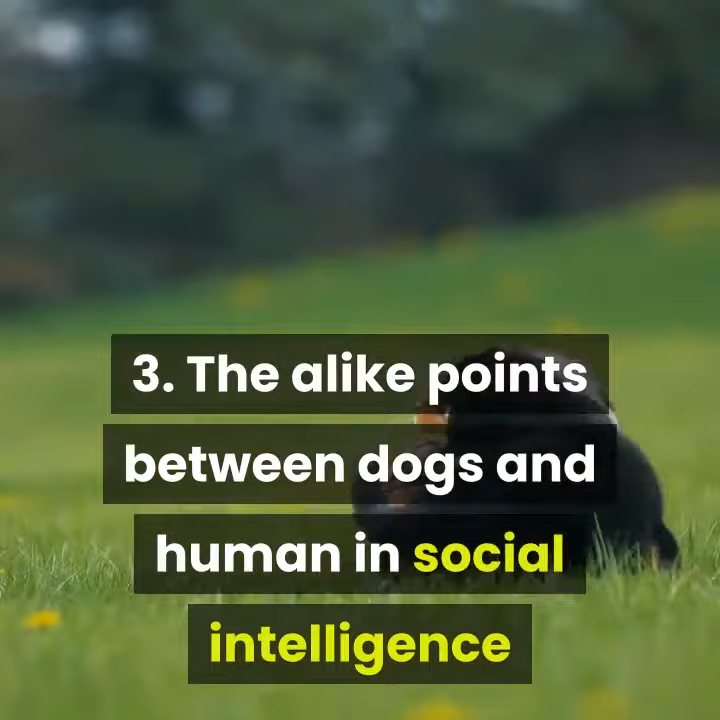 3. The alike points
between dogs and
human in social
intelligence